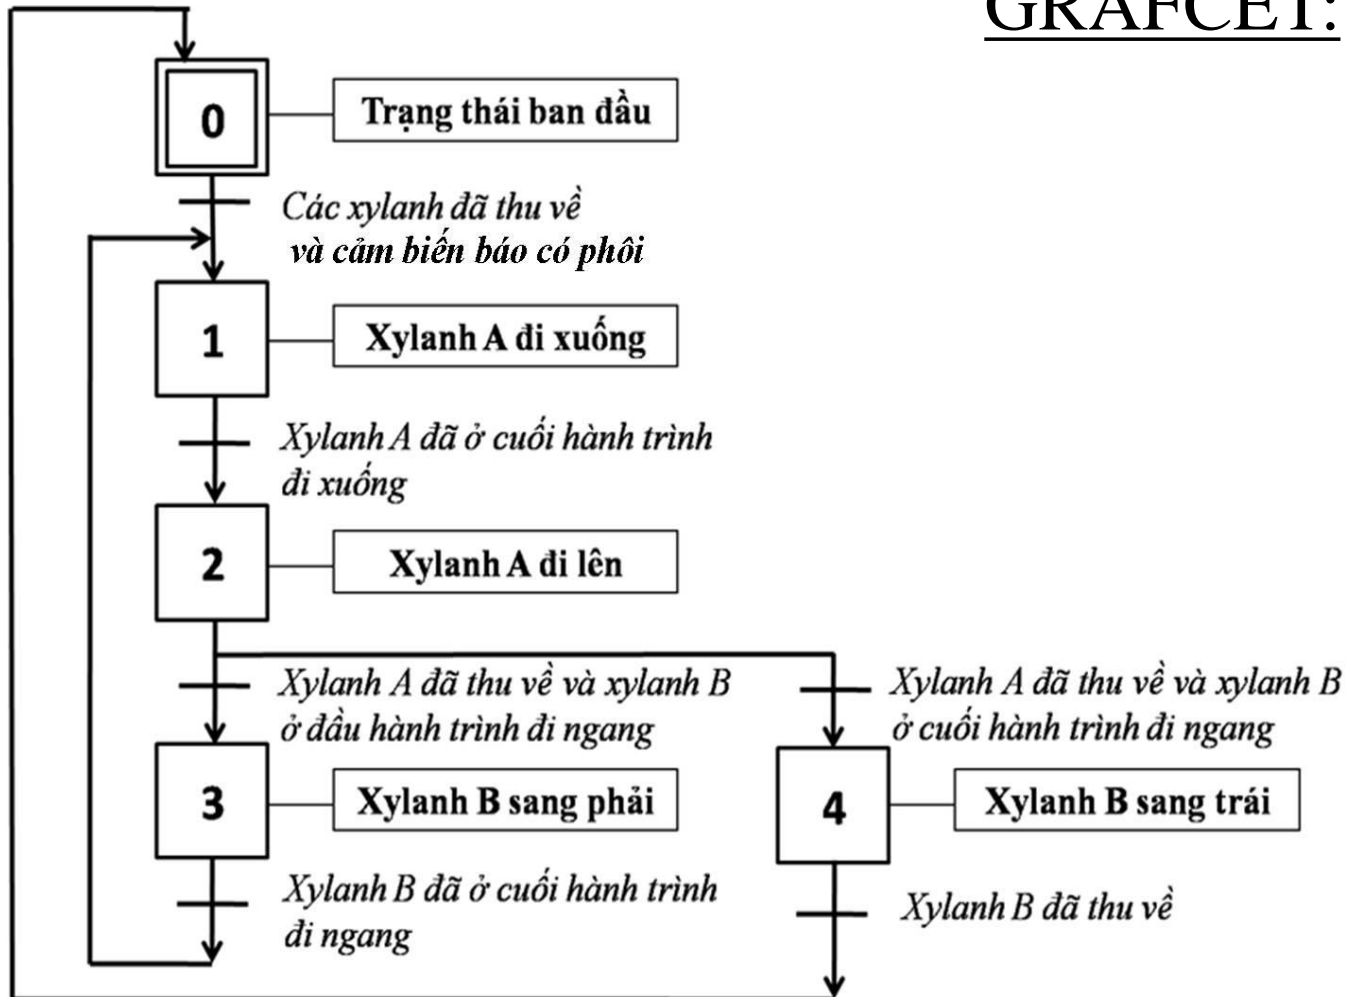 GRAFCET:
0
Trạng thái ban đầu
Các xylanh đã thu về
và cảm biến báo có phôi
1
Xylanh A đi xuống
Xylanh A đã ở cuối hành trình
đi xuống
2
Xylanh A đi lên
Xylanh A đã thu về và xylanh B
ở đầu hành trình đi ngang
Xylanh A đã thu về và xylanh B
ở cuối hành trình đi ngang
3
Xylanh B sang phải
4
Xylanh B sang trái
Xylanh B đã ở cuối hành trình
đi ngang
Xylanh B đã thu về